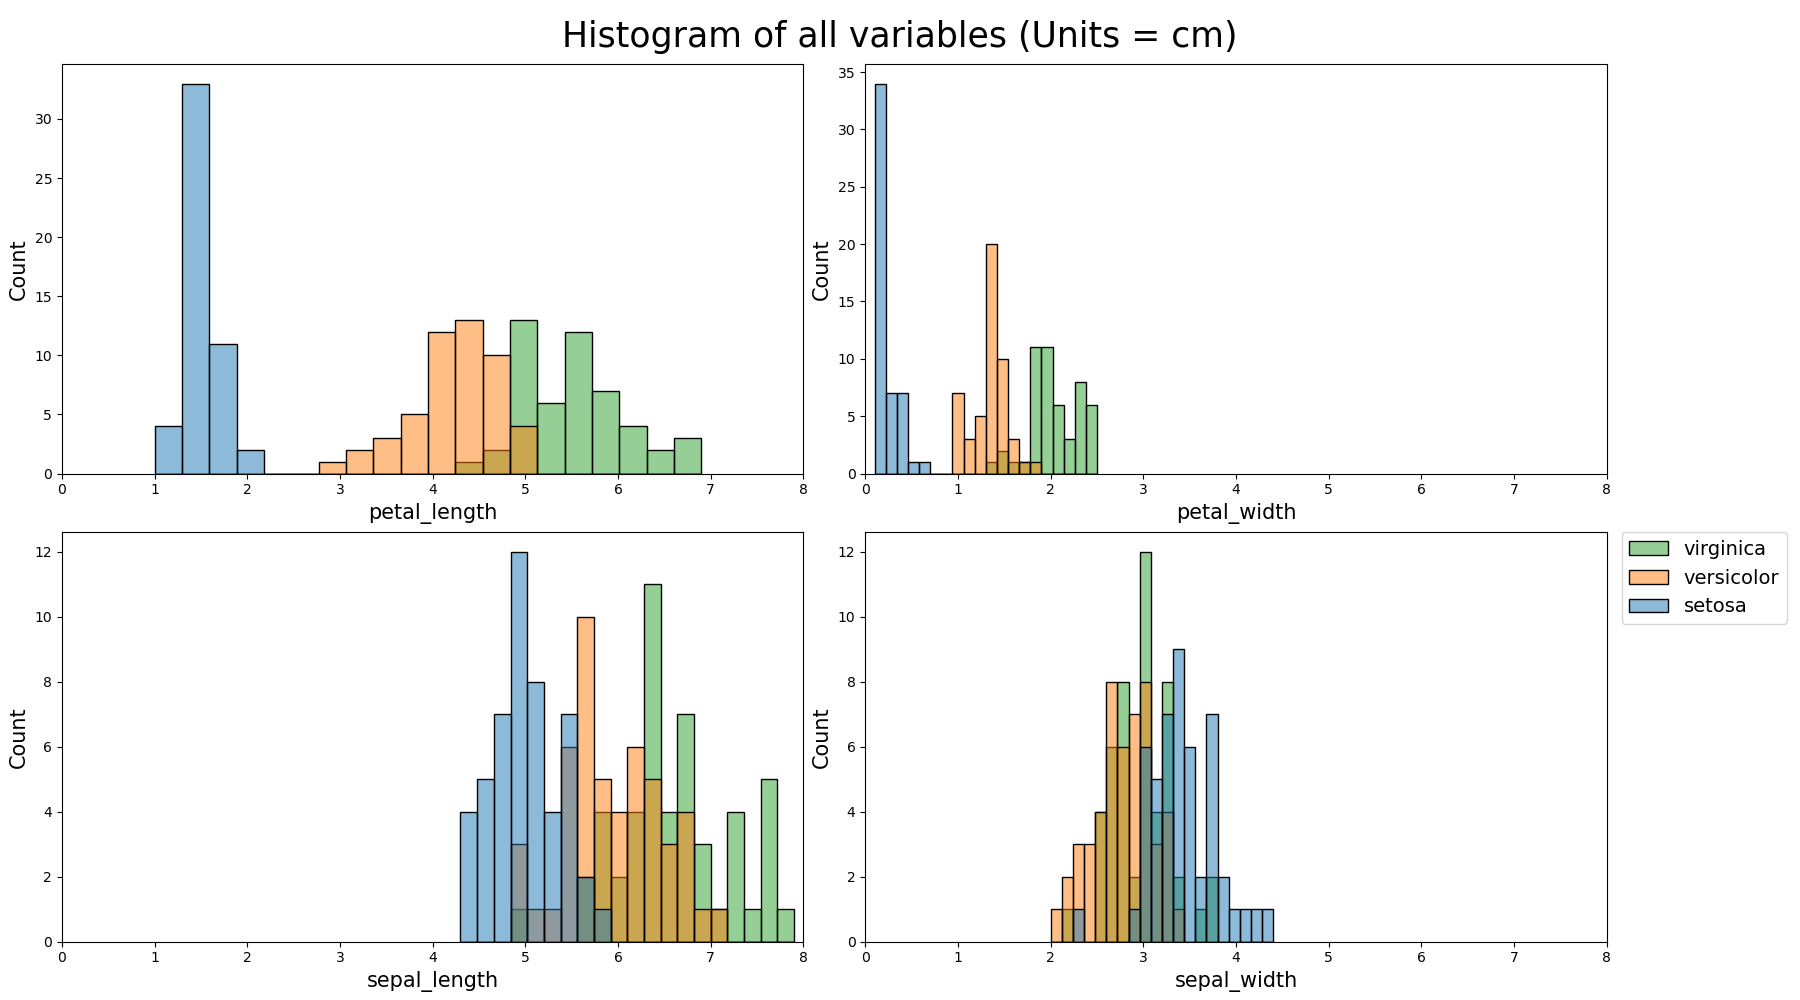 Histogram of all variables (Units = cm)
Count
30
25
20
15
10
5
0
0 1 2 3 4 5 6 7 8
petal_length
Count
35
30
25
20
15
10
5
0
0 1 2 3 4 5 6 7 8
petal_width
Count
12
10
8
6
4
2
0
0 1 2 3 4 5 6 7 8
sepal_length
Count
12
10
8
6
4
2
0
0 1 2 3 4 5 6 7 8
sepal_width
virginica
versicolor
setosa